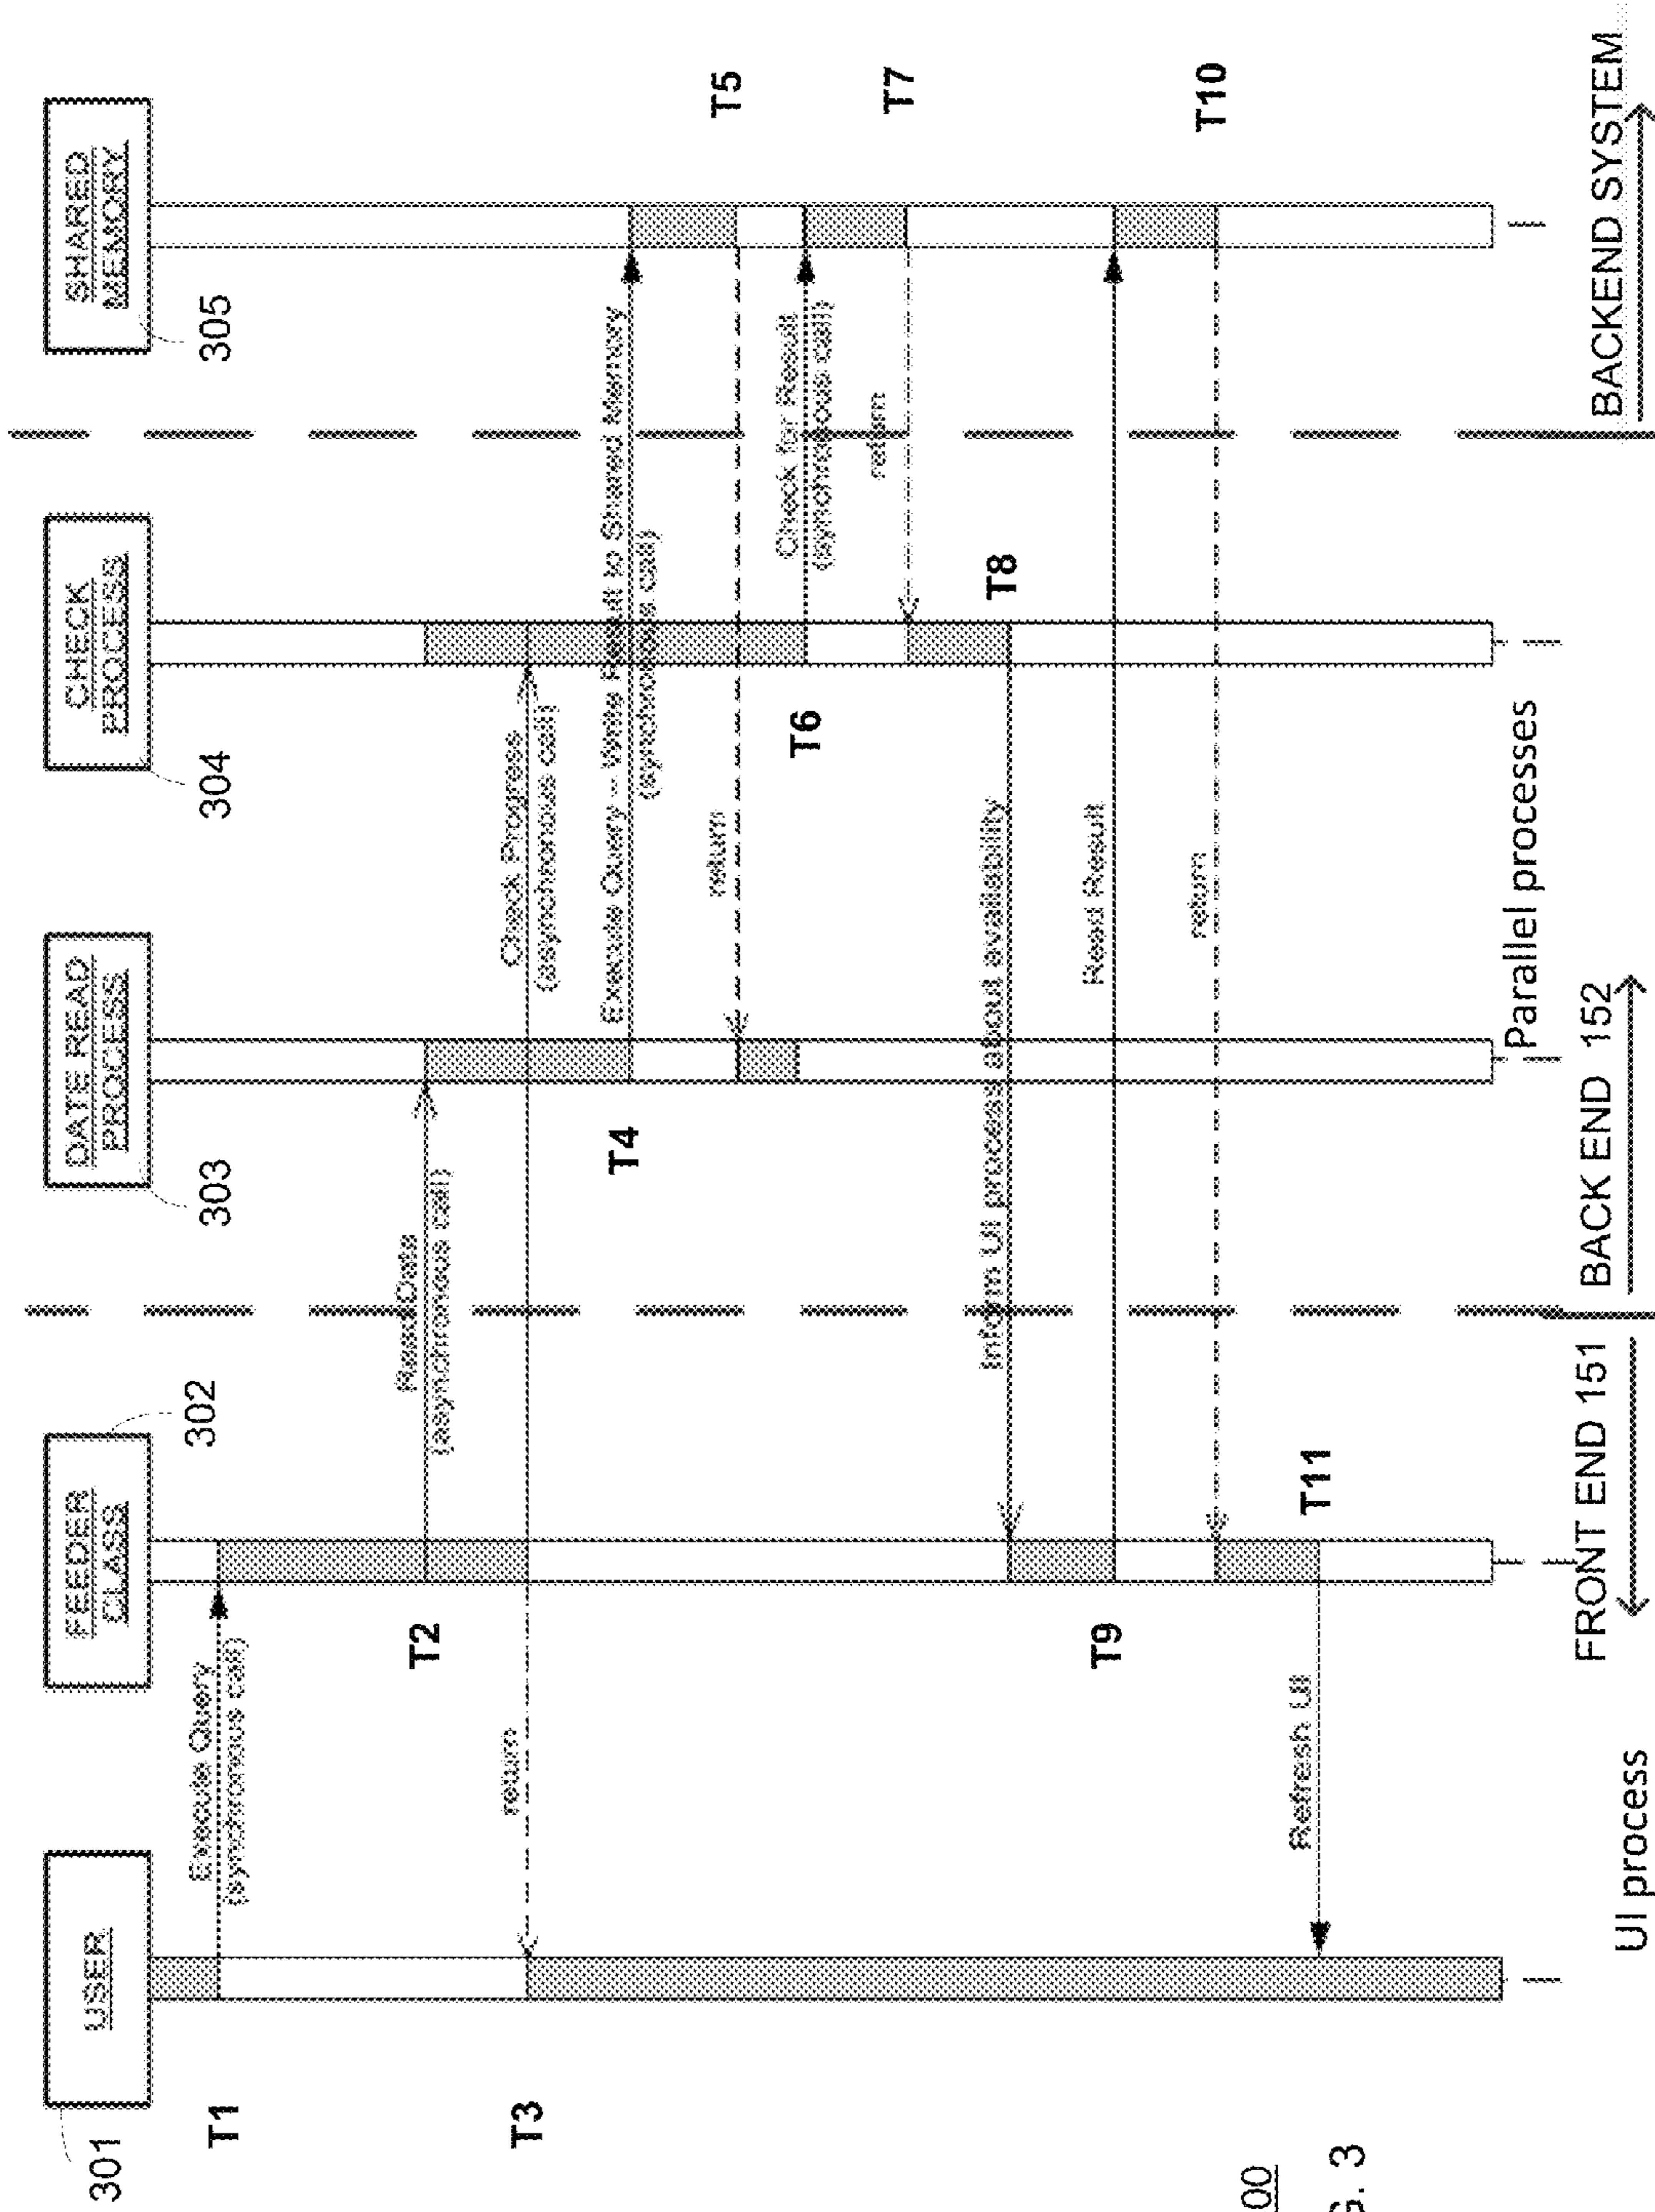 USER
301
FEEDER
CLASS
302
DATE READ
PROCESS
303
CHECK
PROCESS
304
SHARED
MEMORY
305
T1
Execute Query
(synchronous call)
T2
Read Data
(asynchronous call)
T3
return
Check Progress
(asynchonous call)
T4
Execute Query - Write Result to Shared Memory
(synchronous call)
return
T5
T6
Check for Result
(synchronous call)
return
T7
Inform UI process about availability
T8
T9
Read Result
return
T10
Refresh UI
T11
Parallel processes
UI process
FRONT END 151
BACK END 152
BACKEND SYSTEM
00
G. 3